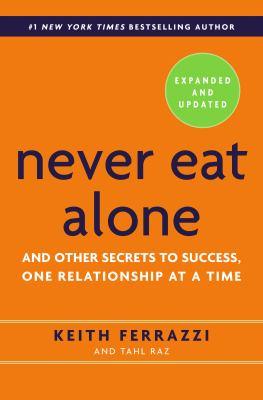 #1 NEW YORK TIMES BESTSELLING AUTHOR
EXPANDED
AND
UPDATED
never eat
alone
AND OTHER SECRETS TO SUCCESS,
ONE RELATIONSHIP AT A TIME
KEITH FERRAZZI
AND TAHL RAZ